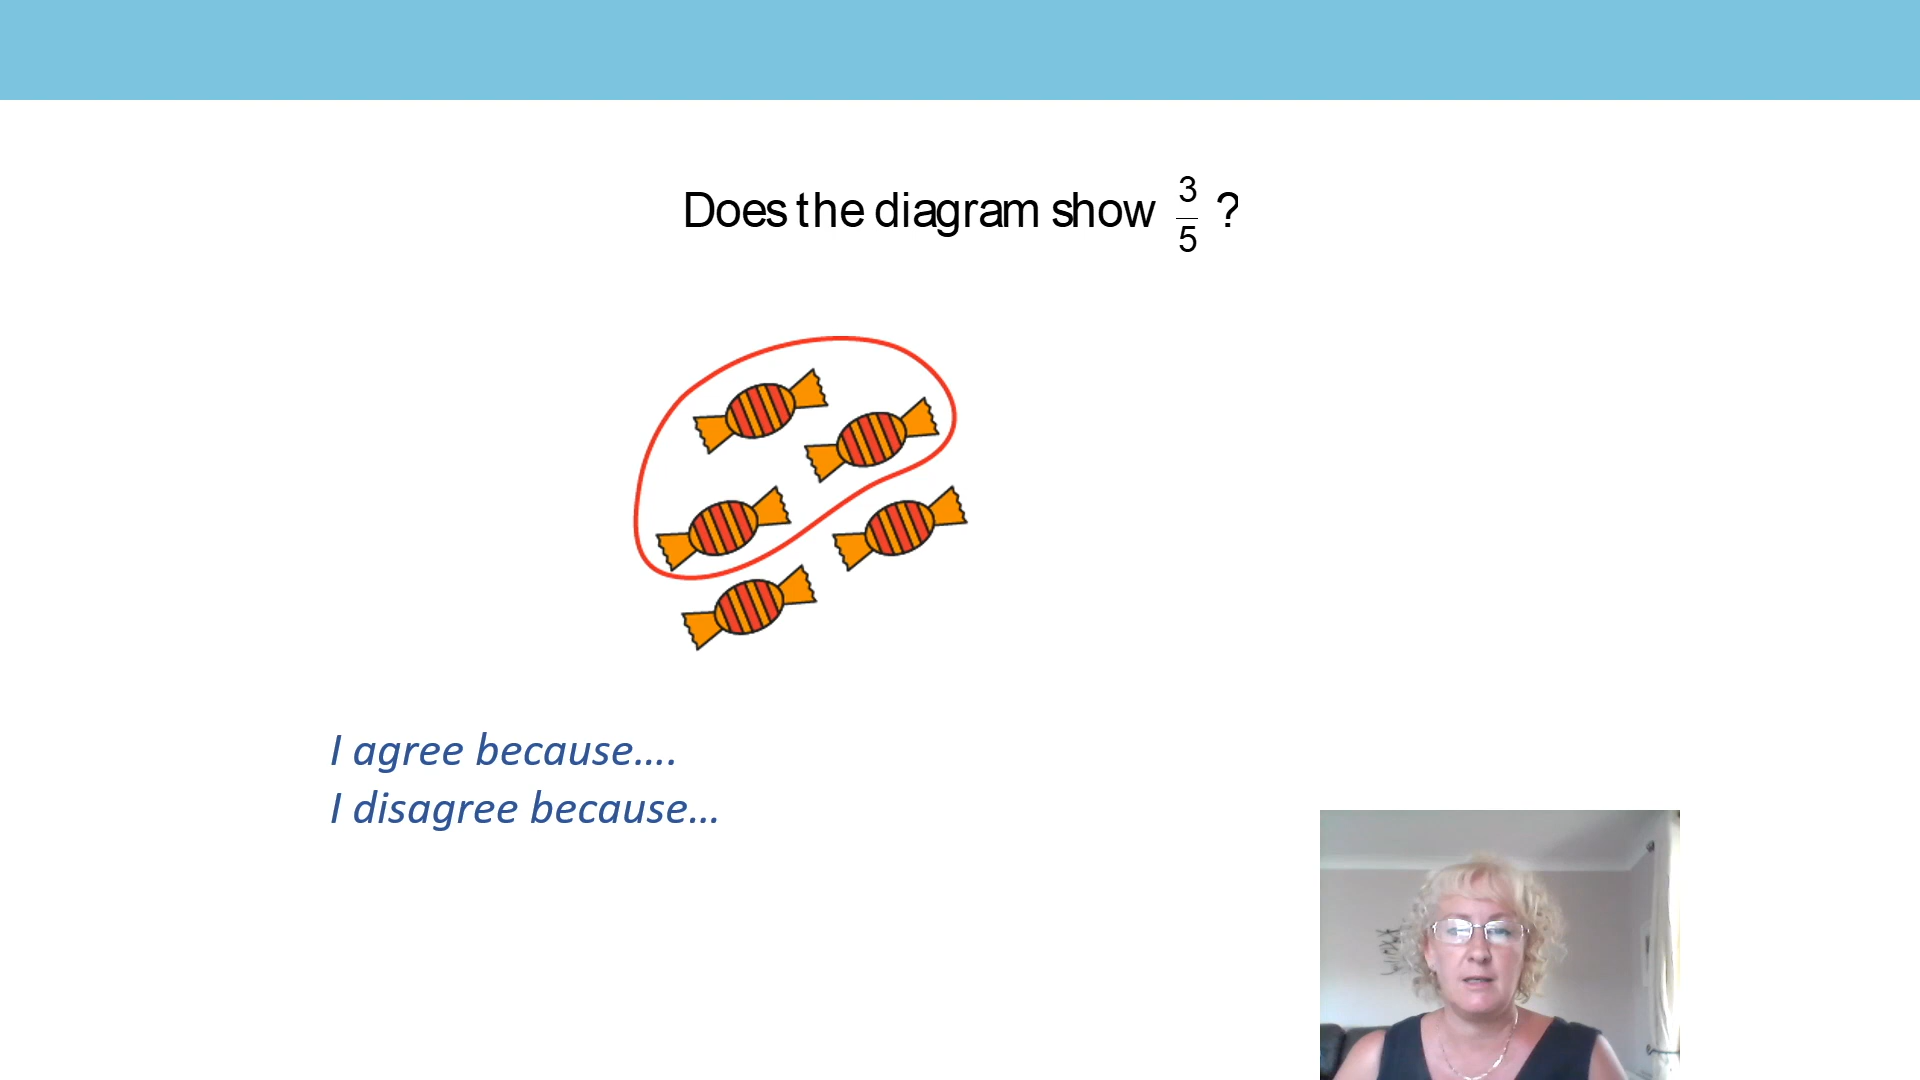 Does the diagram show 3/5 ?
I agree because....
I disagree because...